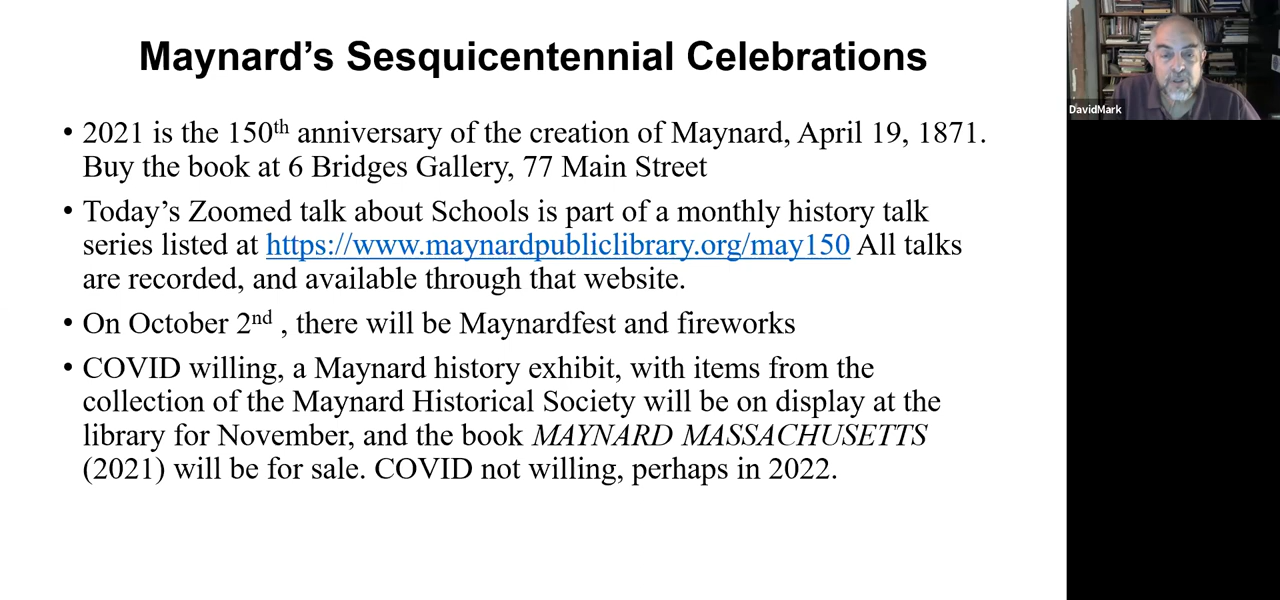 Maynard’s Sesquicentennial Celebrations
• 2021 is the 150th anniversary of the creation of Maynard, April 19, 1871.
Buy the book at 6 Bridges Gallery, 77 Main Street
• Today’s Zoomed talk about Schools is part of a monthly history talk
series listed at https://www.maynardpubliclibrary.org/may150 All talks
are recorded, and available through that website.
• On October 2nd , there will be Maynardfest and fireworks
• COVID willing, a Maynard history exhibit, with items from the
collection of the Maynard Historical Society will be on display at the
library for November, and the book MAYNARD MASSACHUSETTS
(2021) will be for sale. COVID not willing, perhaps in 2022.
DavidMark